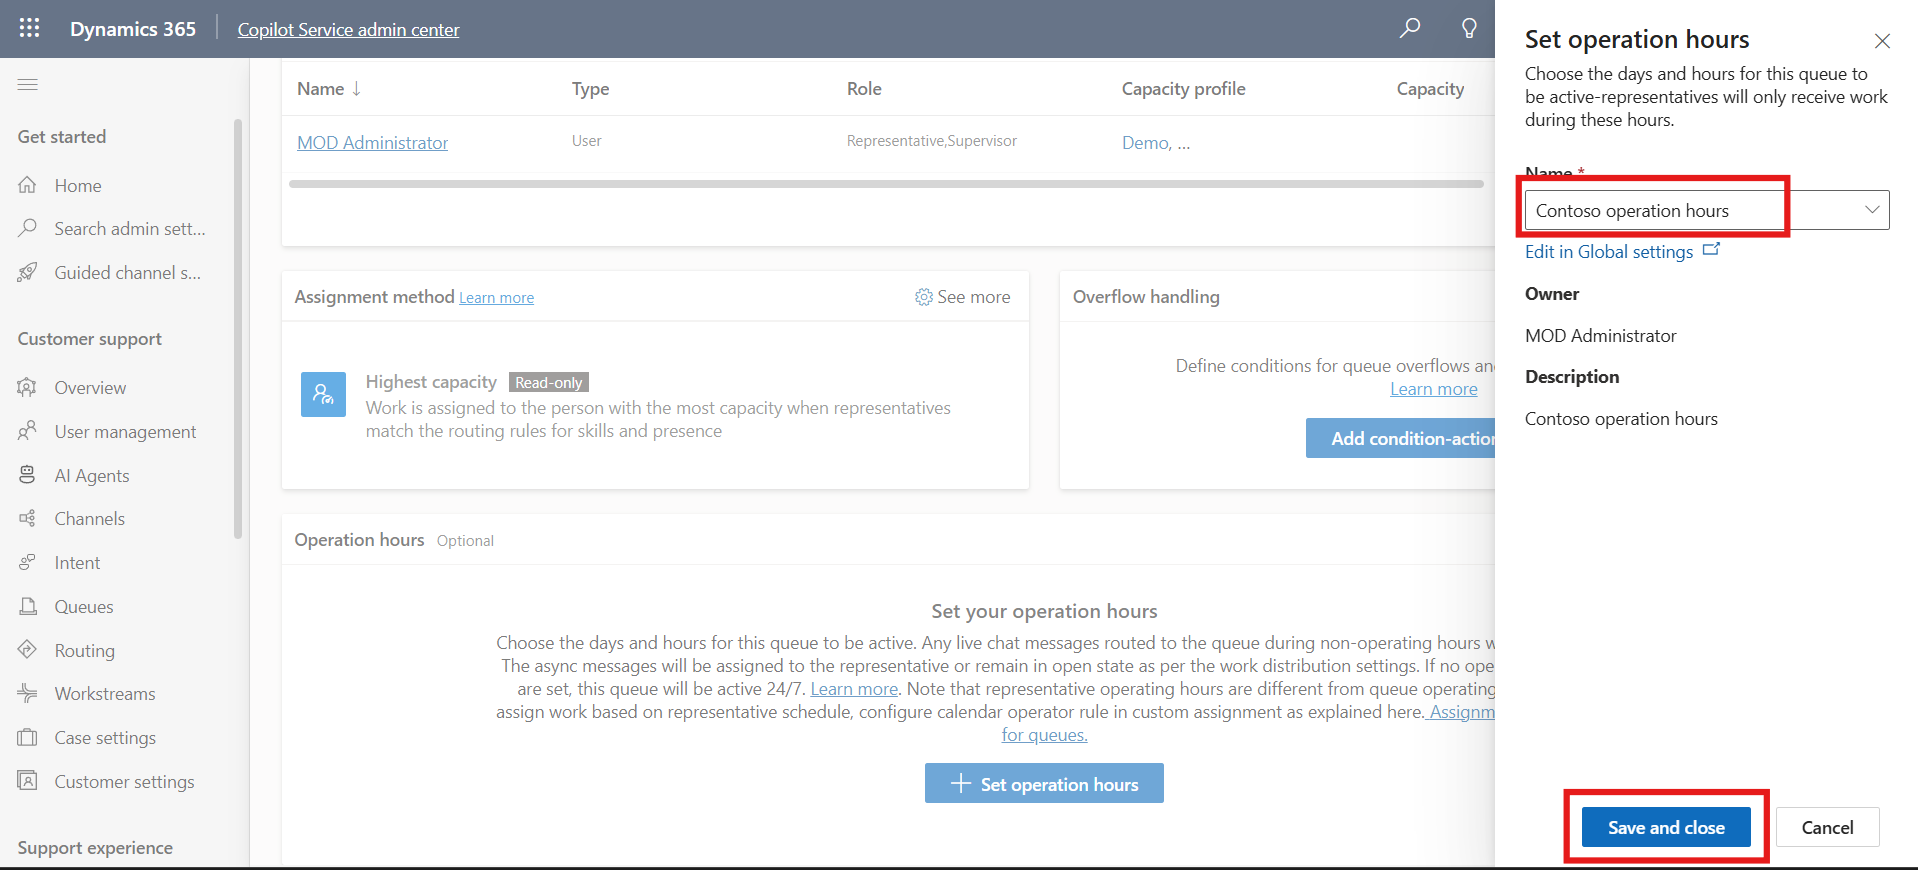 Dynamics 365
Copilot Service admin center
Get started
Home
Search admin sett...
Guided channel s...
Customer support
Overview
User management
AI Agents
Channels
Intent
Queues
Routing
Workstreams
Case settings
Customer settings
Support experience
Name ↓ Type Role Capacity profile Capacity
MOD Administrator User Representative,Supervisor Demo, ...
Assignment method Learn more See more
Highest capacity Read-only
Work is assigned to the person with the most capacity when representatives
match the routing rules for skills and presence
Overflow handling
Define conditions for queue overflows an
Learn more
Add condition-action
Operation hours Optional
Set your operation hours
Choose the days and hours for this queue to be active. Any live chat messages routed to the queue during non-operating hours w
The async messages will be assigned to the representative or remain in open state as per the work distribution settings. If no ope
are set, this queue will be active 24/7. Learn more. Note that representative operating hours are different from queue operating
assign work based on representative schedule, configure calendar operator rule in custom assignment as explained here. Assignm
for queues.
Set operation hours
Set operation hours
Choose the days and hours for this queue to
be active-representatives will only receive work
during these hours.
Name *
Contoso operation hours
Edit in Global settings
Owner
MOD Administrator
Description
Contoso operation hours
Save and close
Cancel